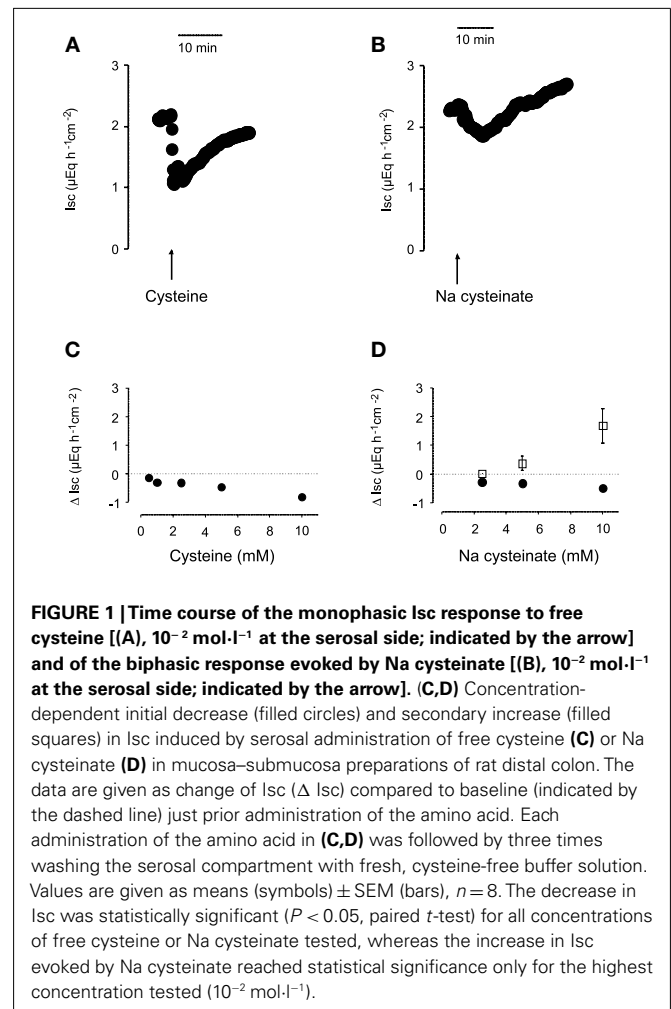 A
10 min
B
10 min
3
2
1
0
Isc (µEq h⁻¹cm⁻²)
Cysteine
3
2
1
0
Isc (µEq h⁻¹cm⁻²)
Na cysteinate
C
3
2
1
0
-1
Δ Isc (µEq h⁻¹cm⁻²)
0 2 4 6 8 10
Cysteine (mM)
D
3
2
1
0
-1
Δ Isc (µEq h⁻¹cm⁻²)
0 2 4 6 8 10
Na cysteinate (mM)
FIGURE 1 | Time course of the monophasic Isc response to free
cysteine [(A), 10⁻² mol·l⁻¹ at the serosal side; indicated by the arrow]
and of the biphasic response evoked by Na cysteinate [(B), 10⁻² mol·l⁻¹
at the serosal side; indicated by the arrow]. (C,D) Concentration-
dependent initial decrease (filled circles) and secondary increase (filled
squares) in Isc induced by serosal administration of free cysteine (C) or Na
cysteinate (D) in mucosa–submucosa preparations of rat distal colon. The
data are given as change of Isc (Δ Isc) compared to baseline (indicated by
the dashed line) just prior administration of the amino acid. Each
administration of the amino acid in (C,D) was followed by three times
washing the serosal compartment with fresh, cysteine-free buffer solution.
Values are given as means (symbols) ± SEM (bars), n = 8. The decrease in
Isc was statistically significant (P < 0.05, paired t-test) for all concentrations
of free cysteine or Na cysteinate tested, whereas the increase in Isc
evoked by Na cysteinate reached statistical significance only for the highest
concentration tested (10⁻² mol·l⁻¹).